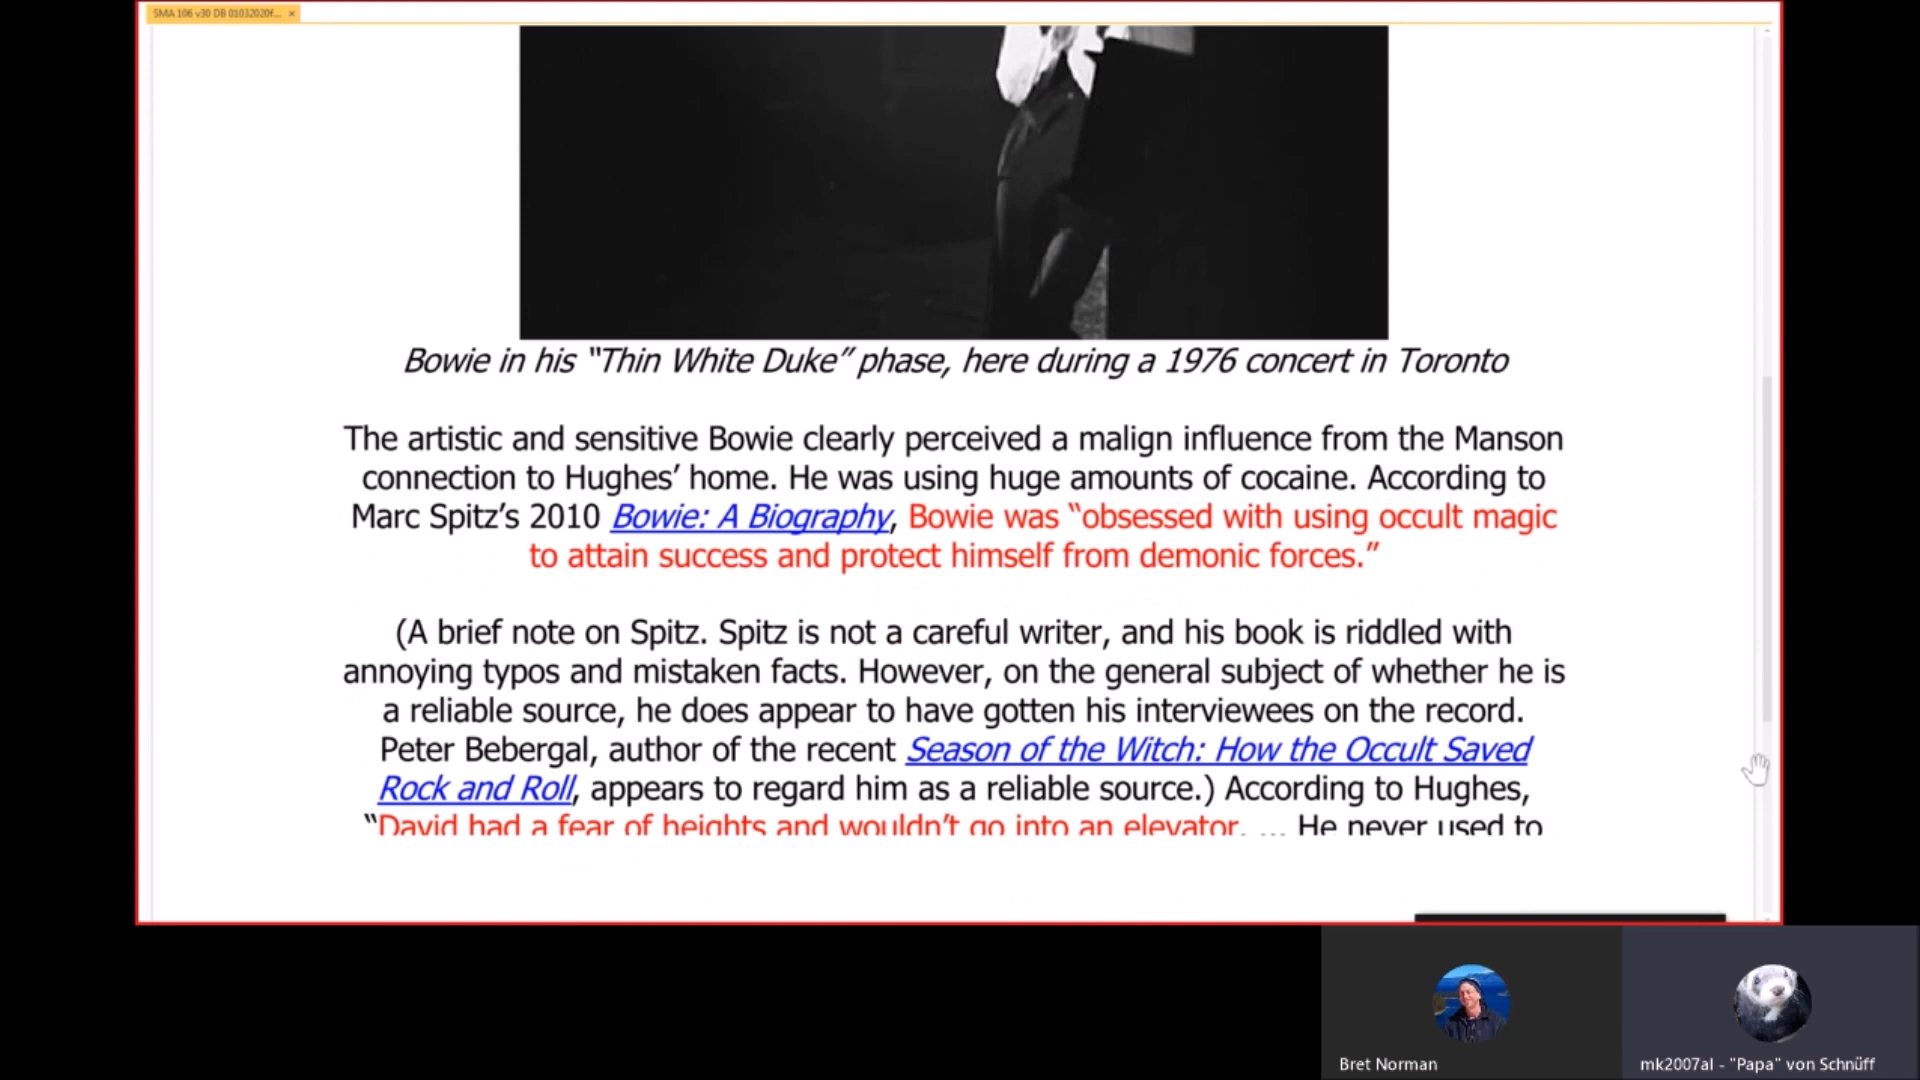 SMA 106 v30 DB 01032020f...
Bowie in his “Thin White Duke” phase, here during a 1976 concert in Toronto
The artistic and sensitive Bowie clearly perceived a malign influence from the Manson
connection to Hughes’ home. He was using huge amounts of cocaine. According to
Marc Spitz’s 2010 Bowie: A Biography, Bowie was “obsessed with using occult magic
to attain success and protect himself from demonic forces.”
(A brief note on Spitz. Spitz is not a careful writer, and his book is riddled with
annoying typos and mistaken facts. However, on the general subject of whether he is
a reliable source, he does appear to have gotten his interviewees on the record.
Peter Bebergal, author of the recent Season of the Witch: How the Occult Saved
Rock and Roll, appears to regard him as a reliable source.) According to Hughes,
“David had a fear of heights and wouldn’t go into an elevator. ... He never used to
Bret Norman
mk2007al - "Papa" von Schnüff